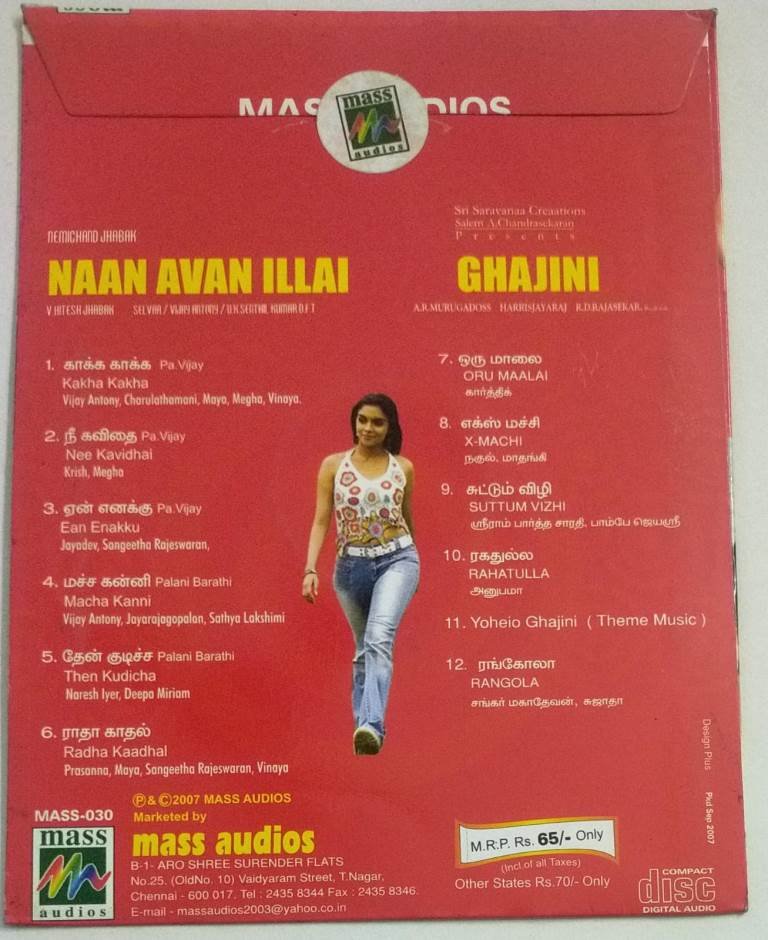 MASS AUDIOS
mass
audios
NEMICHAND JHABAK
NAAN AVAN ILLAI
V HITESH JHABAK SELVAA / VIJAY ANTONY / U.K SENTHIL KUMAR D.F.T
Sri Saravanaa Creaations
Salem A.Chandrasekaran
Presents
GHAJINI
A.R.MURUGADOSS HARRISJAYARAJ R.D.RAJASEKAR,
1. காக்க காக்க Pa.Vijay
Kakha Kakha
Vijay Antony, Charulathamani, Maya, Megha, Vinaya.
2. நீ கவிதை Pa.Vijay
Nee Kavidhai
Krish, Megha
3. ஏன் எனக்கு Pa.Vijay
Ean Enakku
Jayadev, Sangeetha Rajeswaran,
4. மச்ச கன்னி Palani Barathi
Macha Kanni
Vijay Antony, Jayarajagopalan, Sathya Lakshimi
5. தேன் குடிச்ச Palani Barathi
Then Kudicha
Naresh Iyer, Deepa Miriam
6. ராதா காதல்
Radha Kaadhal
Prasanna, Maya, Sangeetha Rajeswaran, Vinaya
7. ஒரு மாலை
ORU MAALAI
கார்த்திக்
8. எக்ஸ் மச்சி
X-MACHI
நகுல், மாதங்கி
9. சுட்டும் விழி
SUTTUM VIZHI
ஸ்ரீராம் பார்த்த சாரதி, பாம்பே ஜெயஸ்ரீ
10. ரகதுல்ல
RAHATULLA
அனுபமா
11. Yoheio Ghajini ( Theme Music )
12. ரங்கோலா
RANGOLA
சங்கர் மகாதேவன், சுஜாதா
MASS-030
mass
audios
Ⓟ&©2007 MASS AUDIOS
Marketed by
mass audios
B-1- ARO SHREE SURENDER FLATS
No.25. (OldNo. 10) Vaidyaram Street, T.Nagar,
Chennai - 600 017. Tel : 2435 8344 Fax : 2435 8346.
E-mail - massaudios2003@yahoo.co.in
M.R.P. Rs. 65/- Only
(Incl of all Taxes)
Other States Rs.70/- Only
Design Plus
Pkd Sep 2007
COMPACT
disc
DIGITAL AUDIO